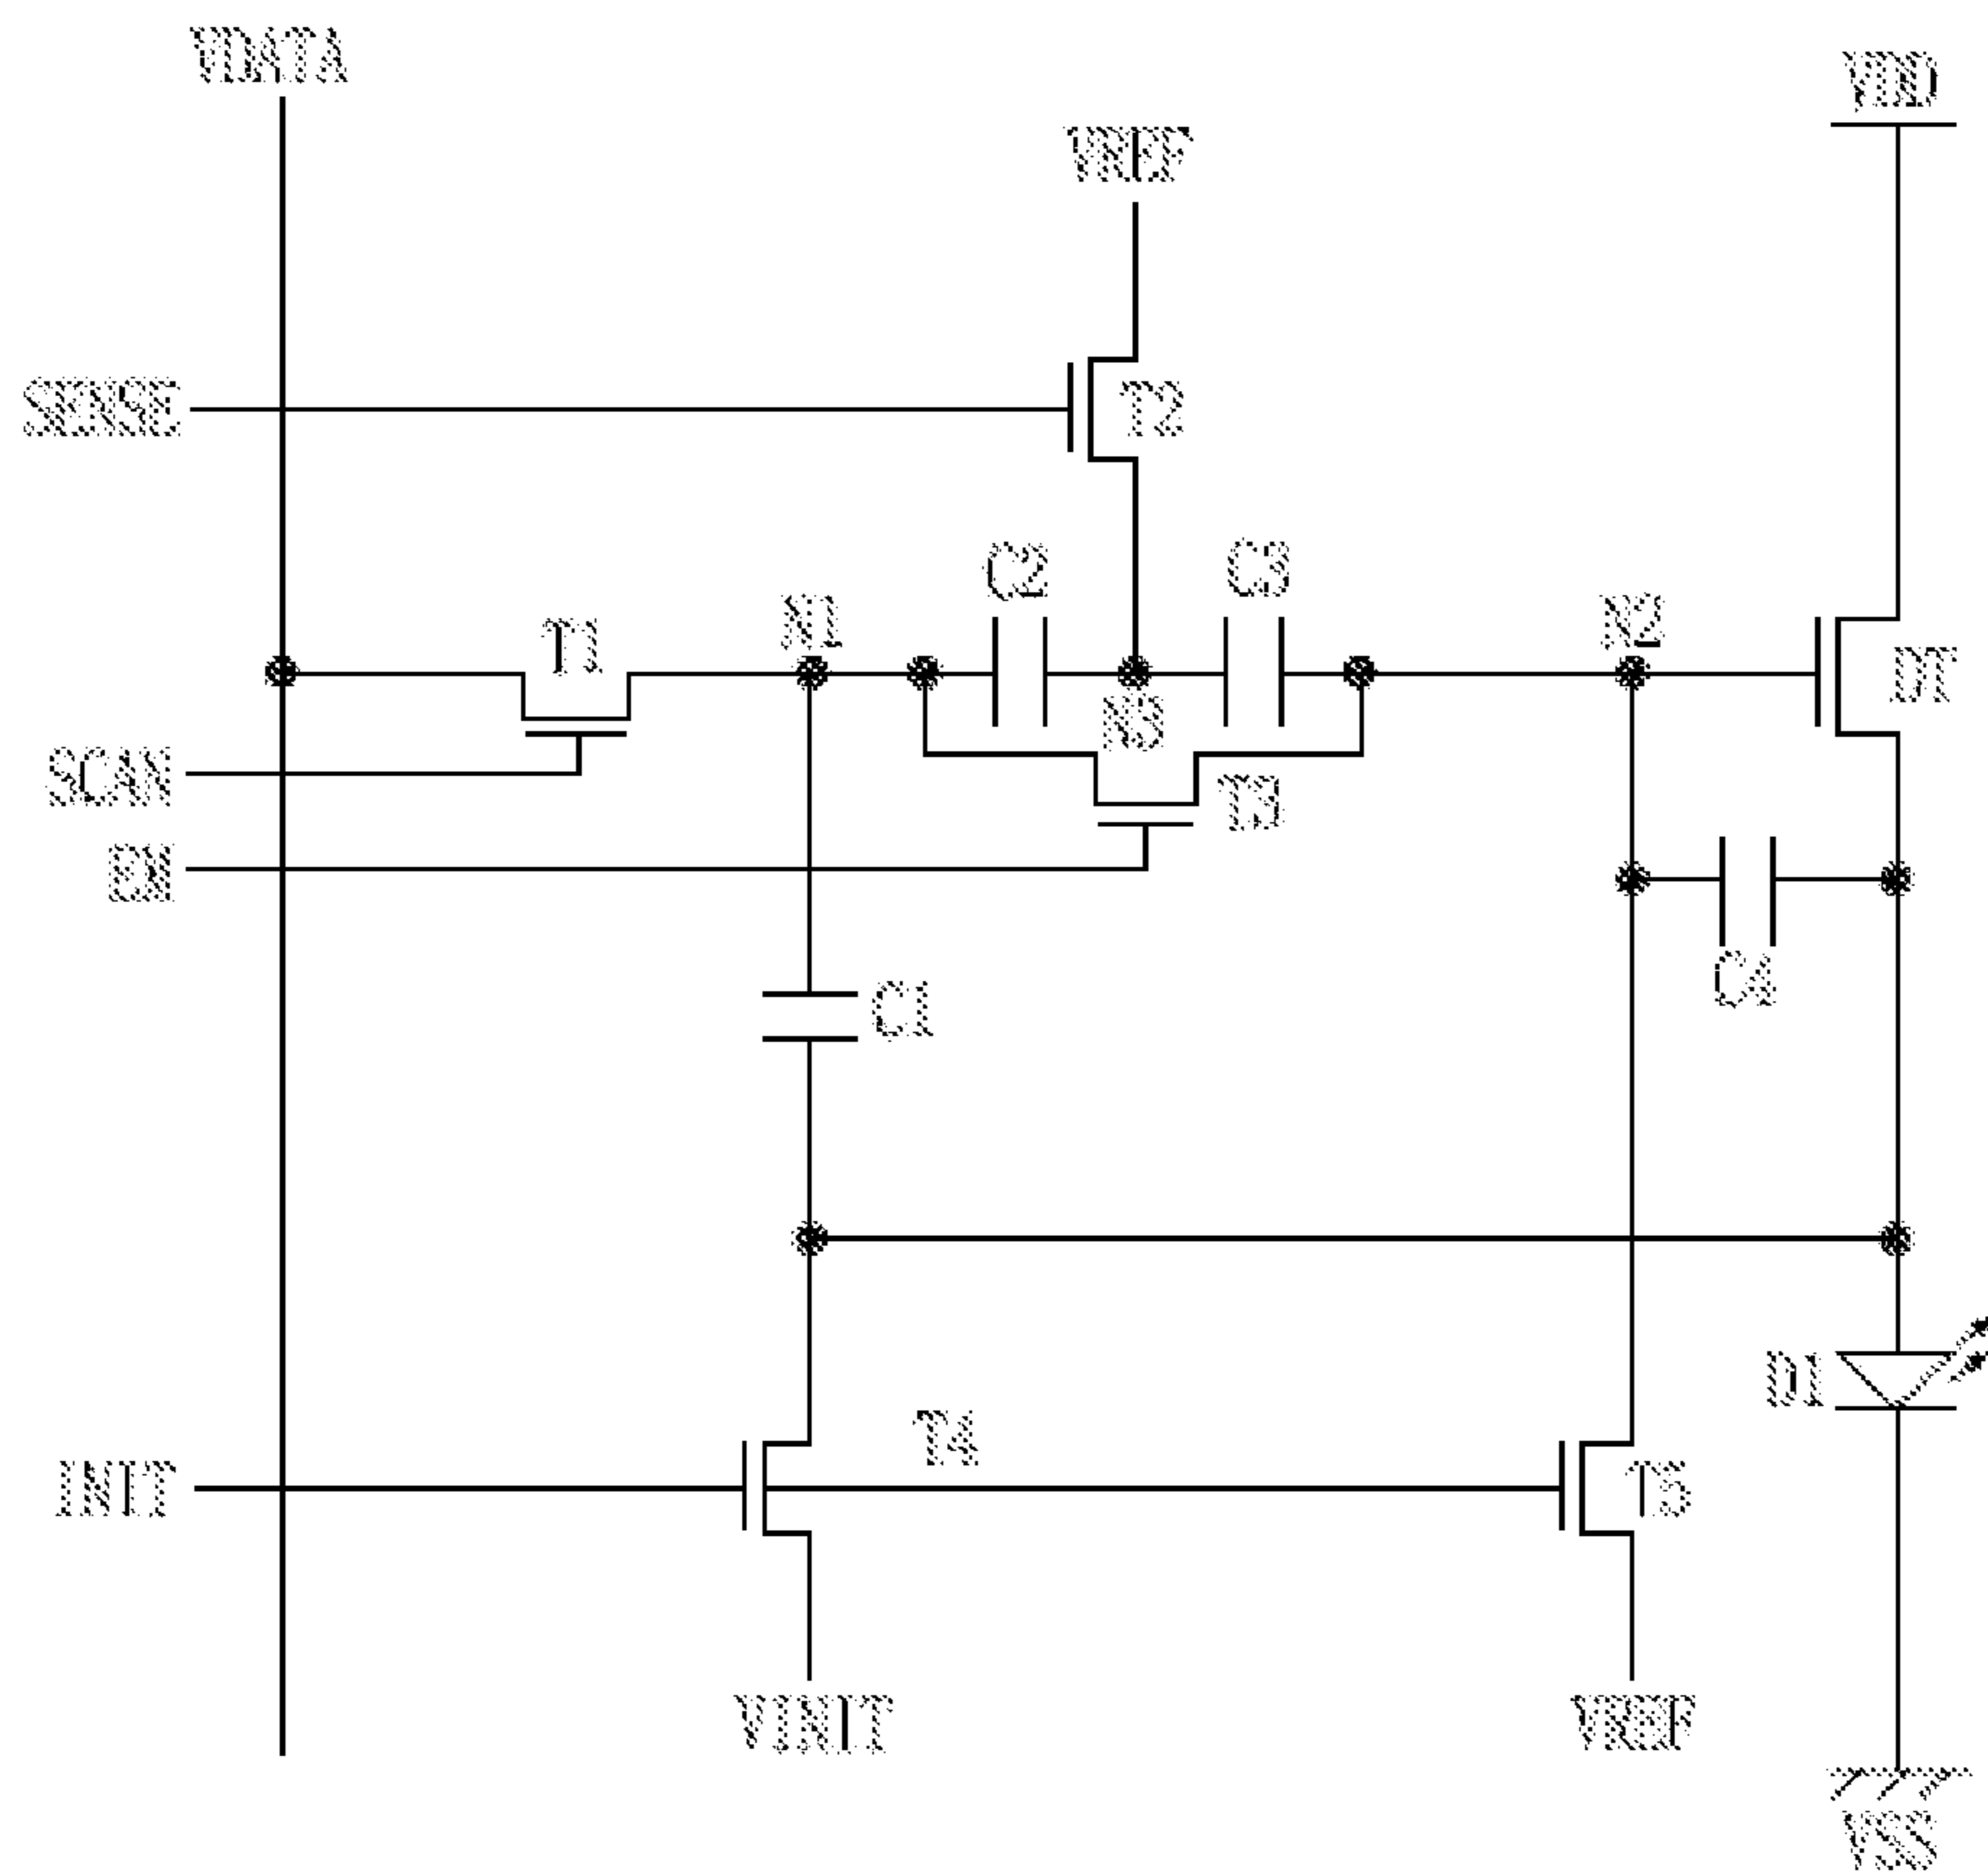 VDATA
VDD
VREF
SENSE
T2
C2
C3
T1
N1
N2
DT
N3
SCAN
T3
EM
C4
C1
D1
T4
INIT
T5
VINIT
VREF
VSS